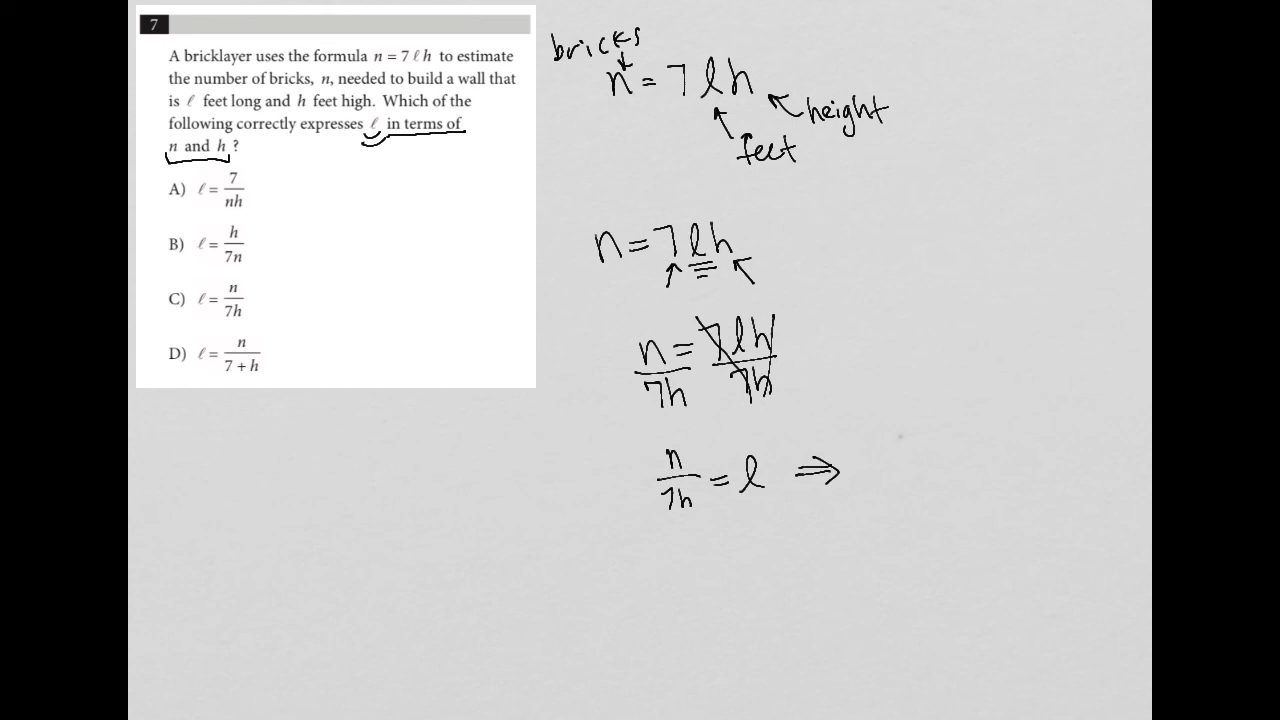 7
A bricklayer uses the formula n = 7 ℓ h to estimate
the number of bricks, n, needed to build a wall that
is ℓ feet long and h feet high. Which of the
following correctly expresses ℓ in terms of
n and h ?
A) ℓ = 7/nh
B) ℓ = h/7n
C) ℓ = n/7h
D) ℓ = n/(7 + h)
bricks
n = 7 l h
height
feet
n = 7 l h
n/7h = 7lh/7h
n/7h = l ⇒